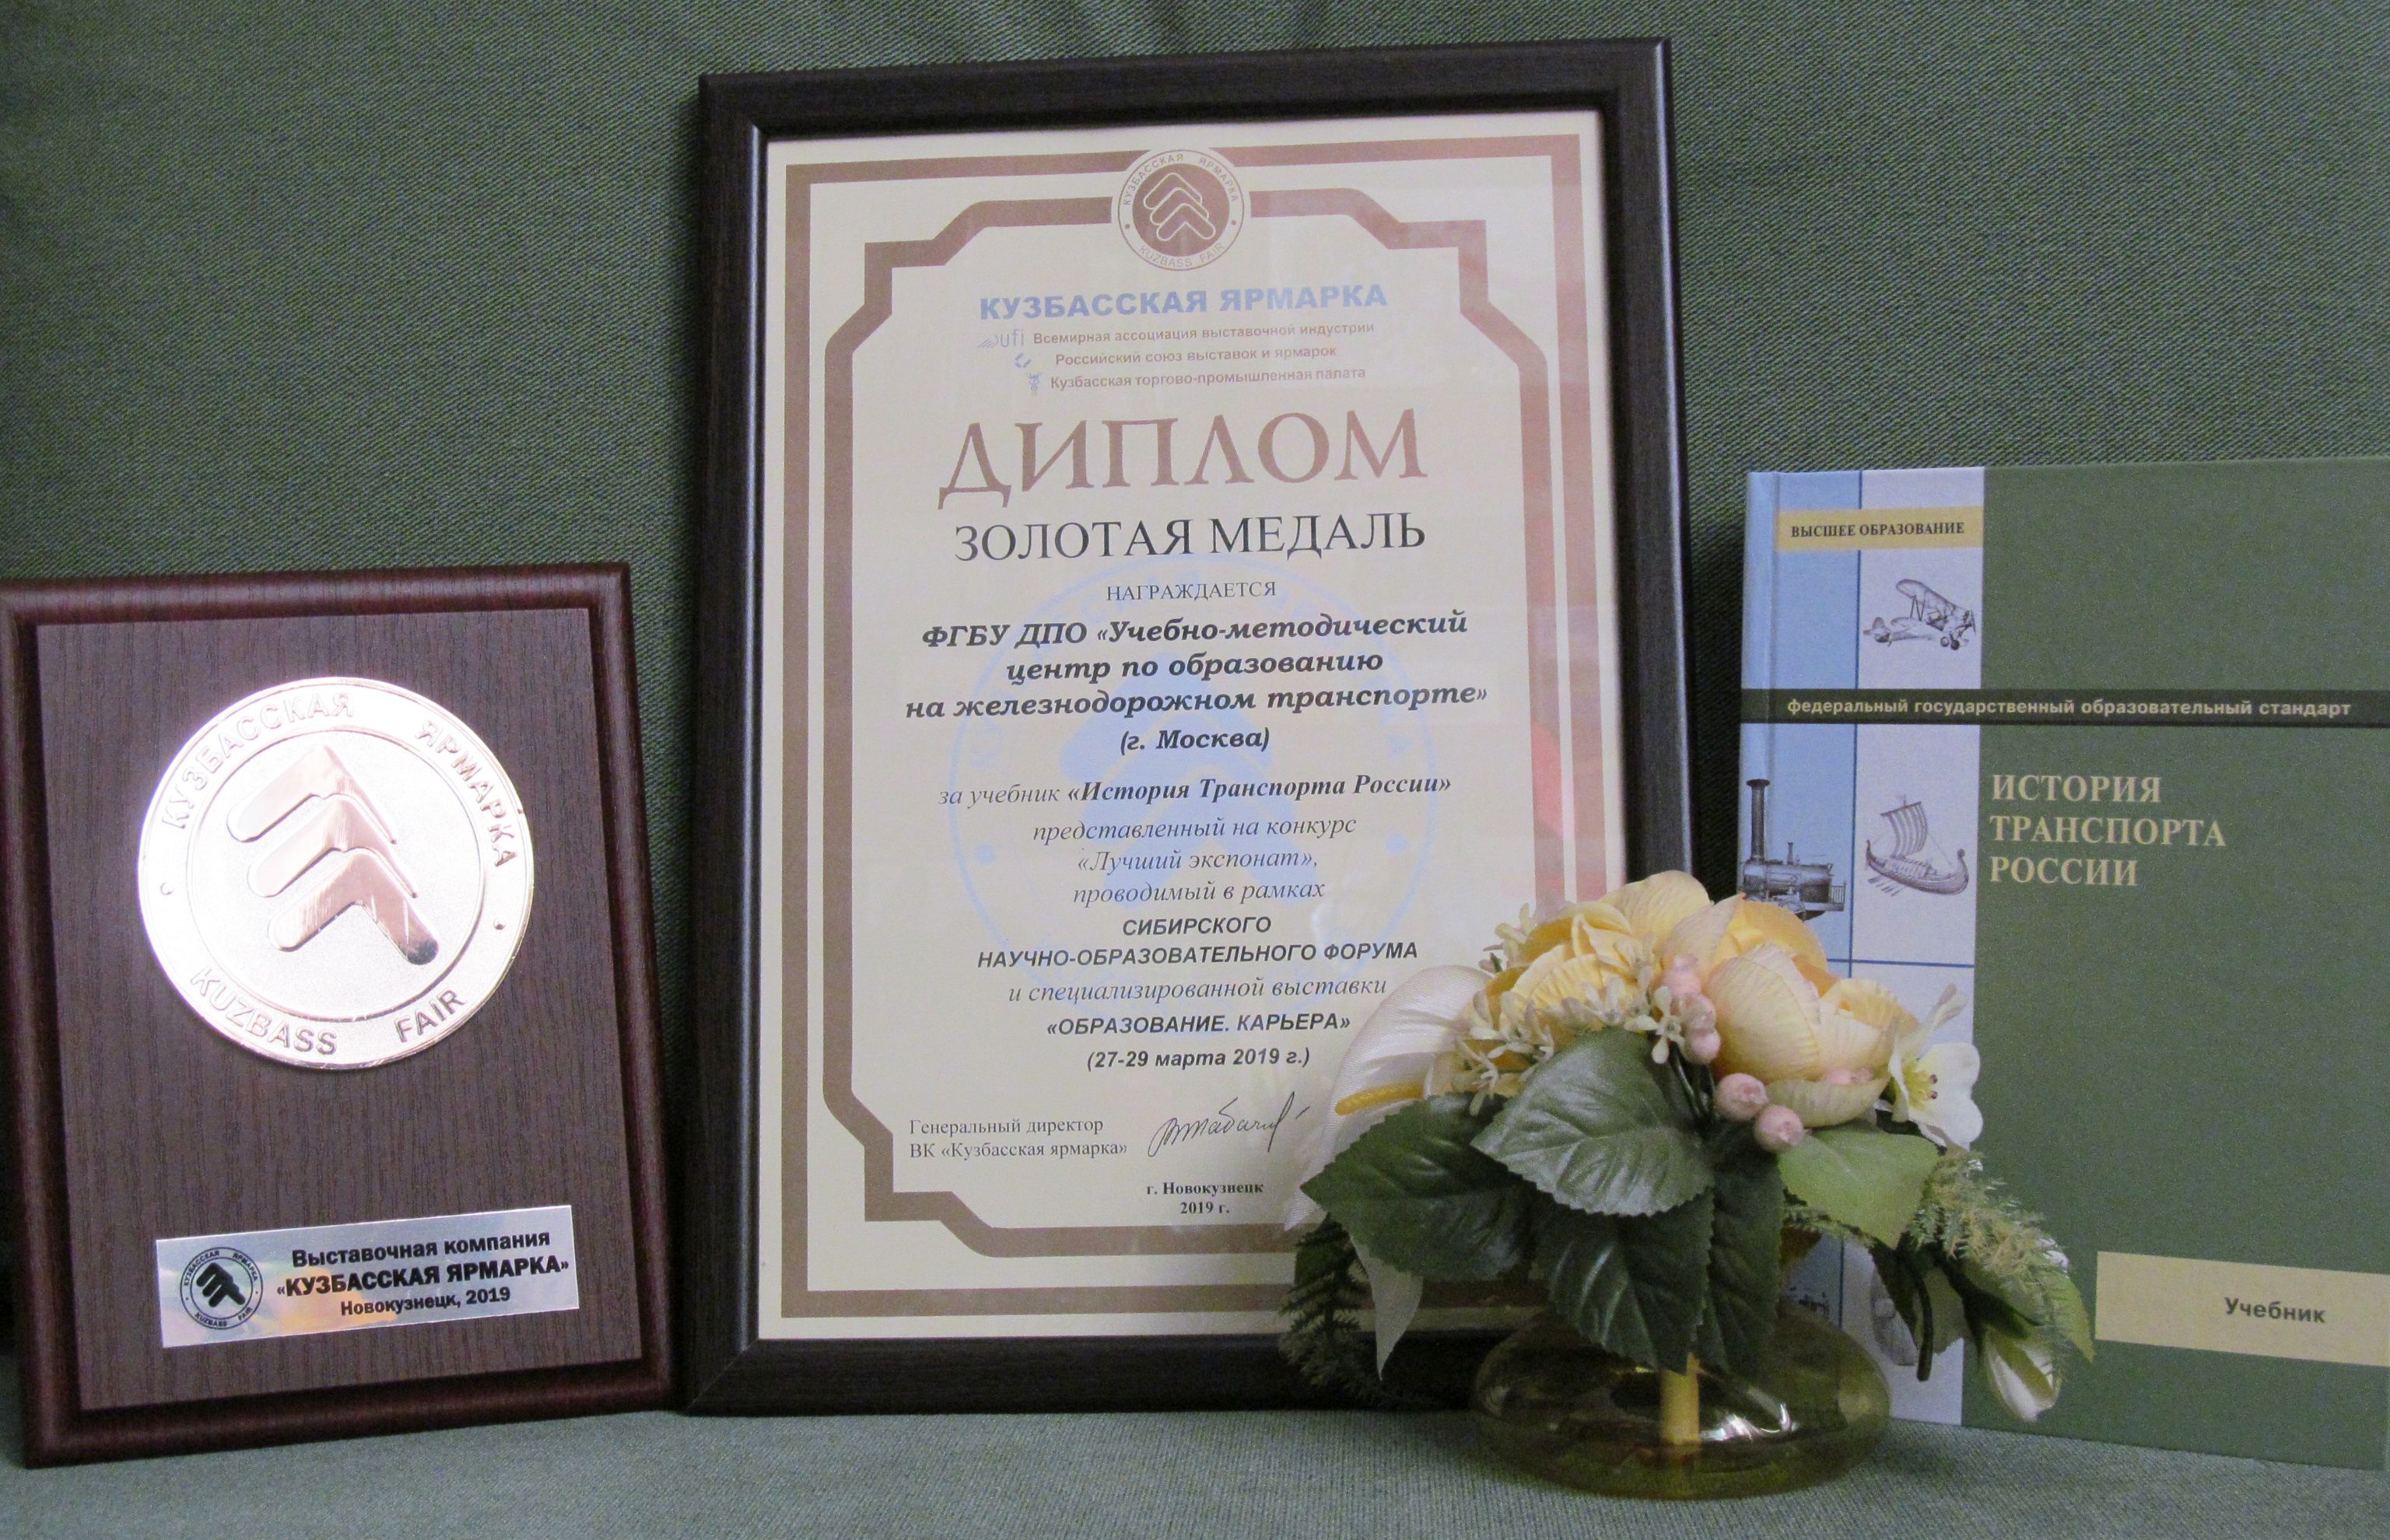 КУЗБАССКАЯ ЯРМАРКА
KUZBASS FAIR
Выставочная компания
«КУЗБАССКАЯ ЯРМАРКА»
Новокузнецк, 2019
КУЗБАССКАЯ ЯРМАРКА
KUZBASS FAIR
КУЗБАССКАЯ ЯРМАРКА
KUZBASS FAIR
КУЗБАССКАЯ ЯРМАРКА
ufi Всемирная ассоциация выставочной индустрии
Российский союз выставок и ярмарок
Кузбасская торгово-промышленная палата
ДИПЛОМ
ЗОЛОТАЯ МЕДАЛЬ
НАГРАЖДАЕТСЯ
ФГБУ ДПО «Учебно-методический
центр по образованию
на железнодорожном транспорте»
(г. Москва)
за учебник «История Транспорта России»
представленный на конкурс
«Лучший экспонат»,
проводимый в рамках
СИБИРСКОГО
НАУЧНО-ОБРАЗОВАТЕЛЬНОГО ФОРУМА
и специализированной выставки
«ОБРАЗОВАНИЕ. КАРЬЕРА»
(27-29 марта 2019 г.)
Генеральный директор
ВК «Кузбасская ярмарка»
г. Новокузнецк
2019 г.
ВЫСШЕЕ ОБРАЗОВАНИЕ
федеральный государственный образовательный стандарт
ИСТОРИЯ
ТРАНСПОРТА
РОССИИ
Учебник